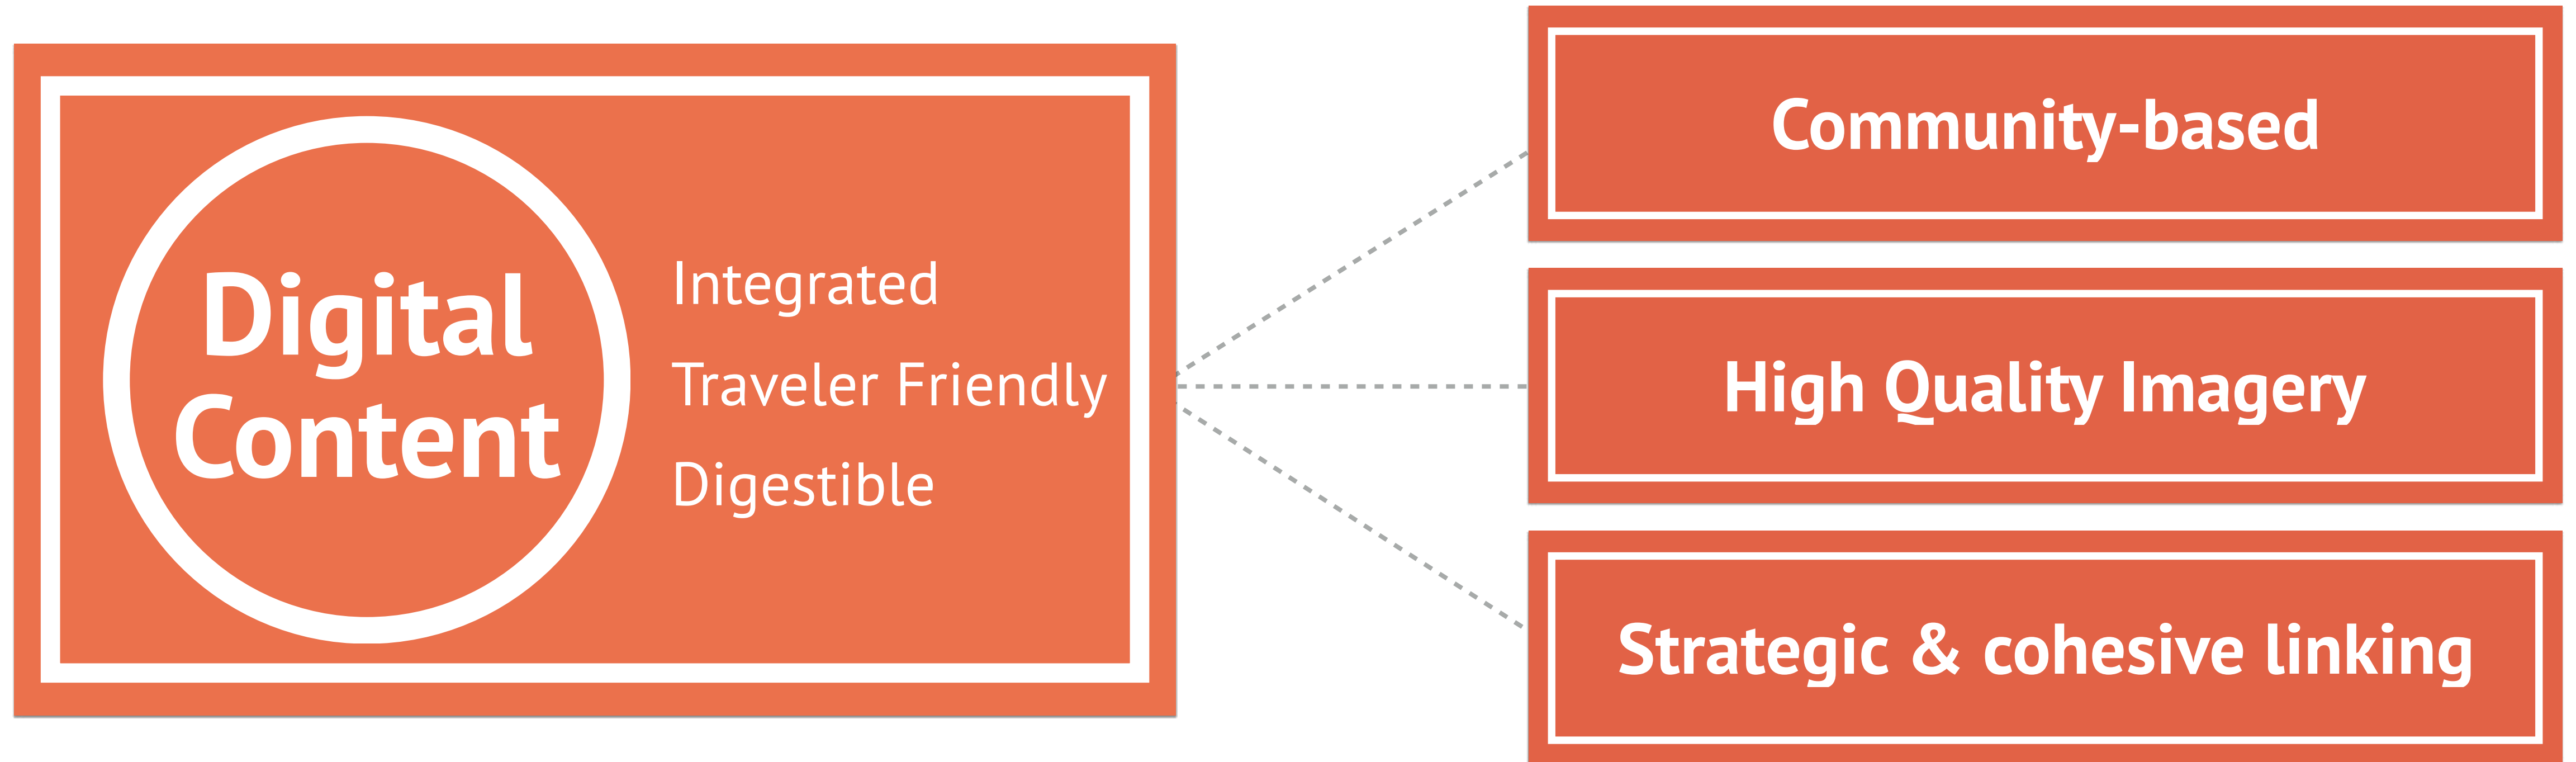 Digital
Content
Integrated
Traveler Friendly
Digestible
Community-based
High Quality Imagery
Strategic & cohesive linking